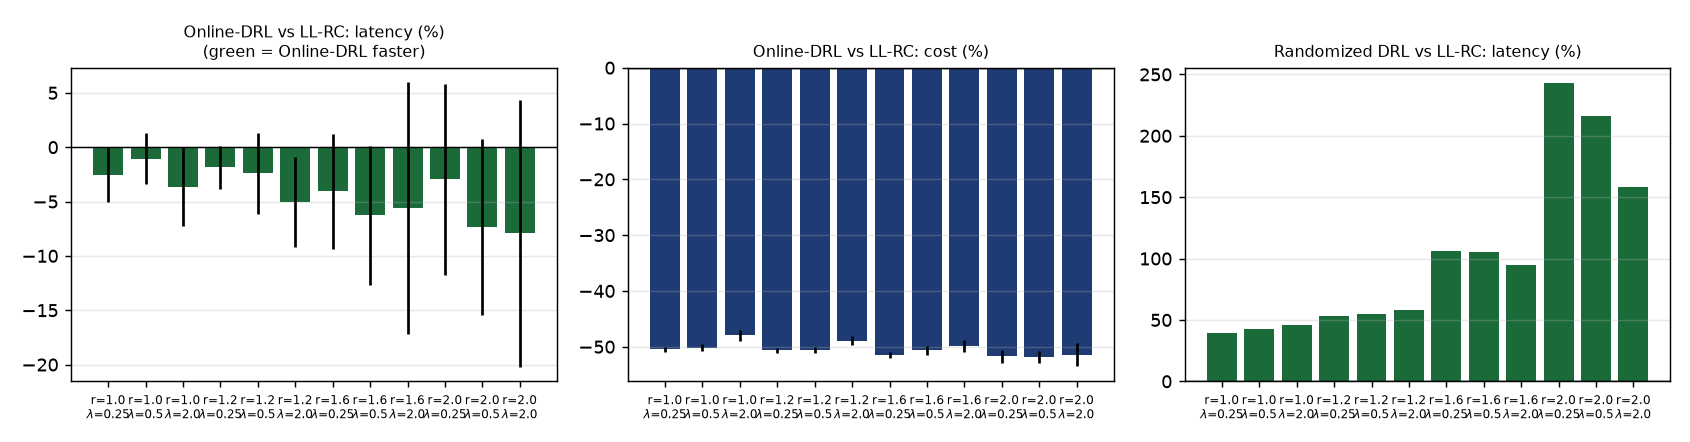 Online-DRL vs LL-RC: latency (%)
(green = Online-DRL faster)
5
0
−5
−10
−15
−20
r=1.0 r=1.0 r=1.0 r=1.2 r=1.2 r=1.2 r=1.6 r=1.6 r=1.6 r=2.0 r=2.0 r=2.0
λ=0.25 λ=0.5 λ=2.0 λ=0.25 λ=0.5 λ=2.0 λ=0.25 λ=0.5 λ=2.0 λ=0.25 λ=0.5 λ=2.0
Online-DRL vs LL-RC: cost (%)
0
−10
−20
−30
−40
−50
r=1.0 r=1.0 r=1.0 r=1.2 r=1.2 r=1.2 r=1.6 r=1.6 r=1.6 r=2.0 r=2.0 r=2.0
λ=0.25 λ=0.5 λ=2.0 λ=0.25 λ=0.5 λ=2.0 λ=0.25 λ=0.5 λ=2.0 λ=0.25 λ=0.5 λ=2.0
Randomized DRL vs LL-RC: latency (%)
250
200
150
100
50
0
r=1.0 r=1.0 r=1.0 r=1.2 r=1.2 r=1.2 r=1.6 r=1.6 r=1.6 r=2.0 r=2.0 r=2.0
λ=0.25 λ=0.5 λ=2.0 λ=0.25 λ=0.5 λ=2.0 λ=0.25 λ=0.5 λ=2.0 λ=0.25 λ=0.5 λ=2.0